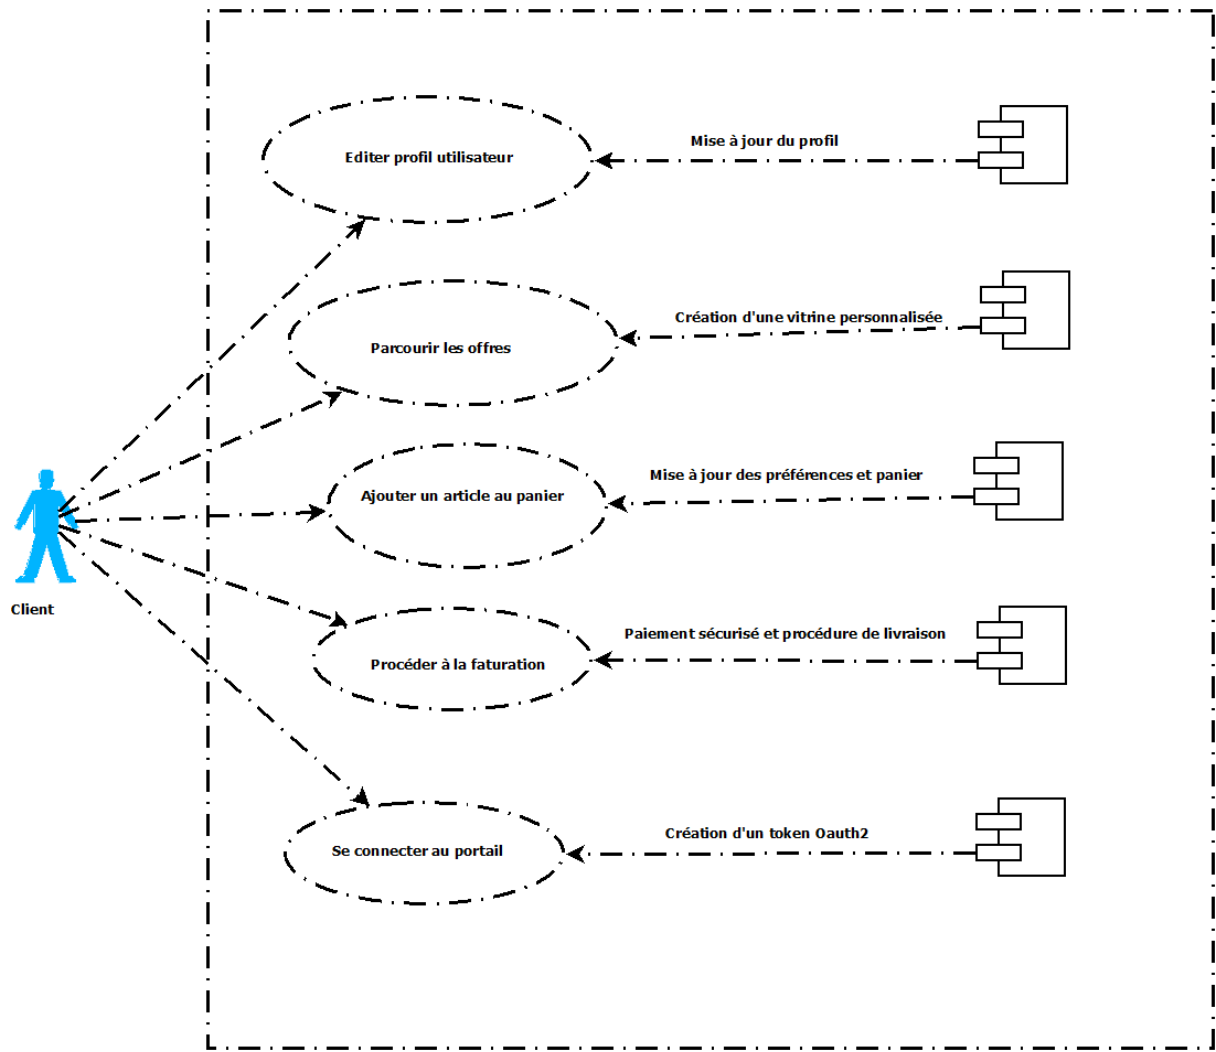 Mise à jour du profil
Editer profil utilisateur
Création d'une vitrine personnalisée
Parcourir les offres
Mise à jour des préférences et panier
Ajouter un article au panier
Client
Paiement sécurisé et procédure de livraison
Procéder à la faturation
Création d'un token Oauth2
Se connecter au portail